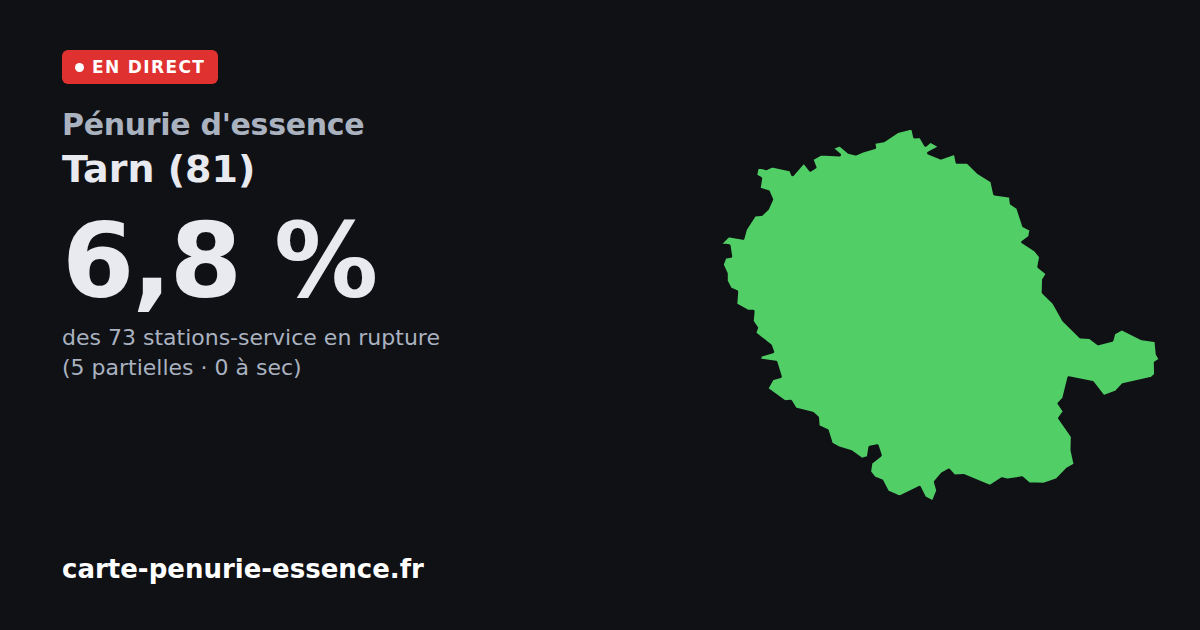 EN DIRECT
Pénurie d'essence
Tarn (81)
6,8 %
des 73 stations-service en rupture
(5 partielles · 0 à sec)
carte-penurie-essence.fr